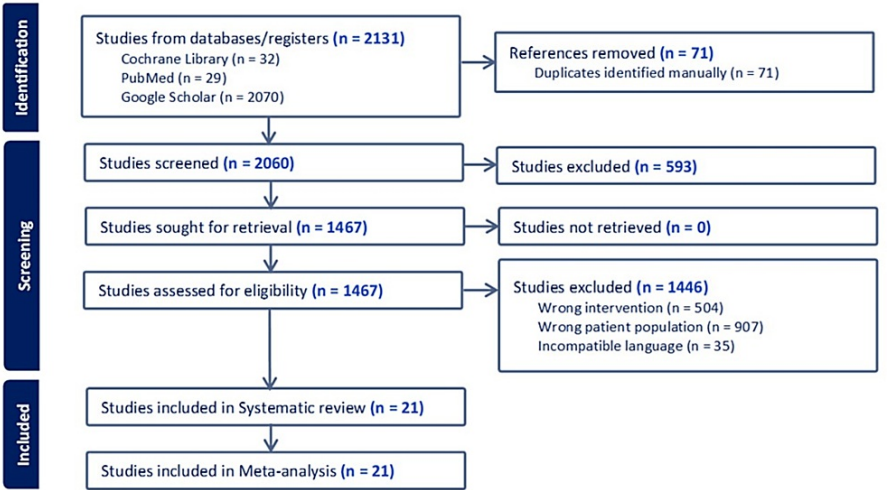 Identification
Studies from databases/registers (n = 2131)
Cochrane Library (n = 32)
PubMed (n = 29)
Google Scholar (n = 2070)
References removed (n = 71)
Duplicates identified manually (n = 71)
Screening
Studies screened (n = 2060)
Studies excluded (n = 593)
Studies sought for retrieval (n = 1467)
Studies not retrieved (n = 0)
Studies assessed for eligibility (n = 1467)
Studies excluded (n = 1446)
Wrong intervention (n = 504)
Wrong patient population (n = 907)
Incompatible language (n = 35)
Included
Studies included in Systematic review (n = 21)
Studies included in Meta-analysis (n = 21)